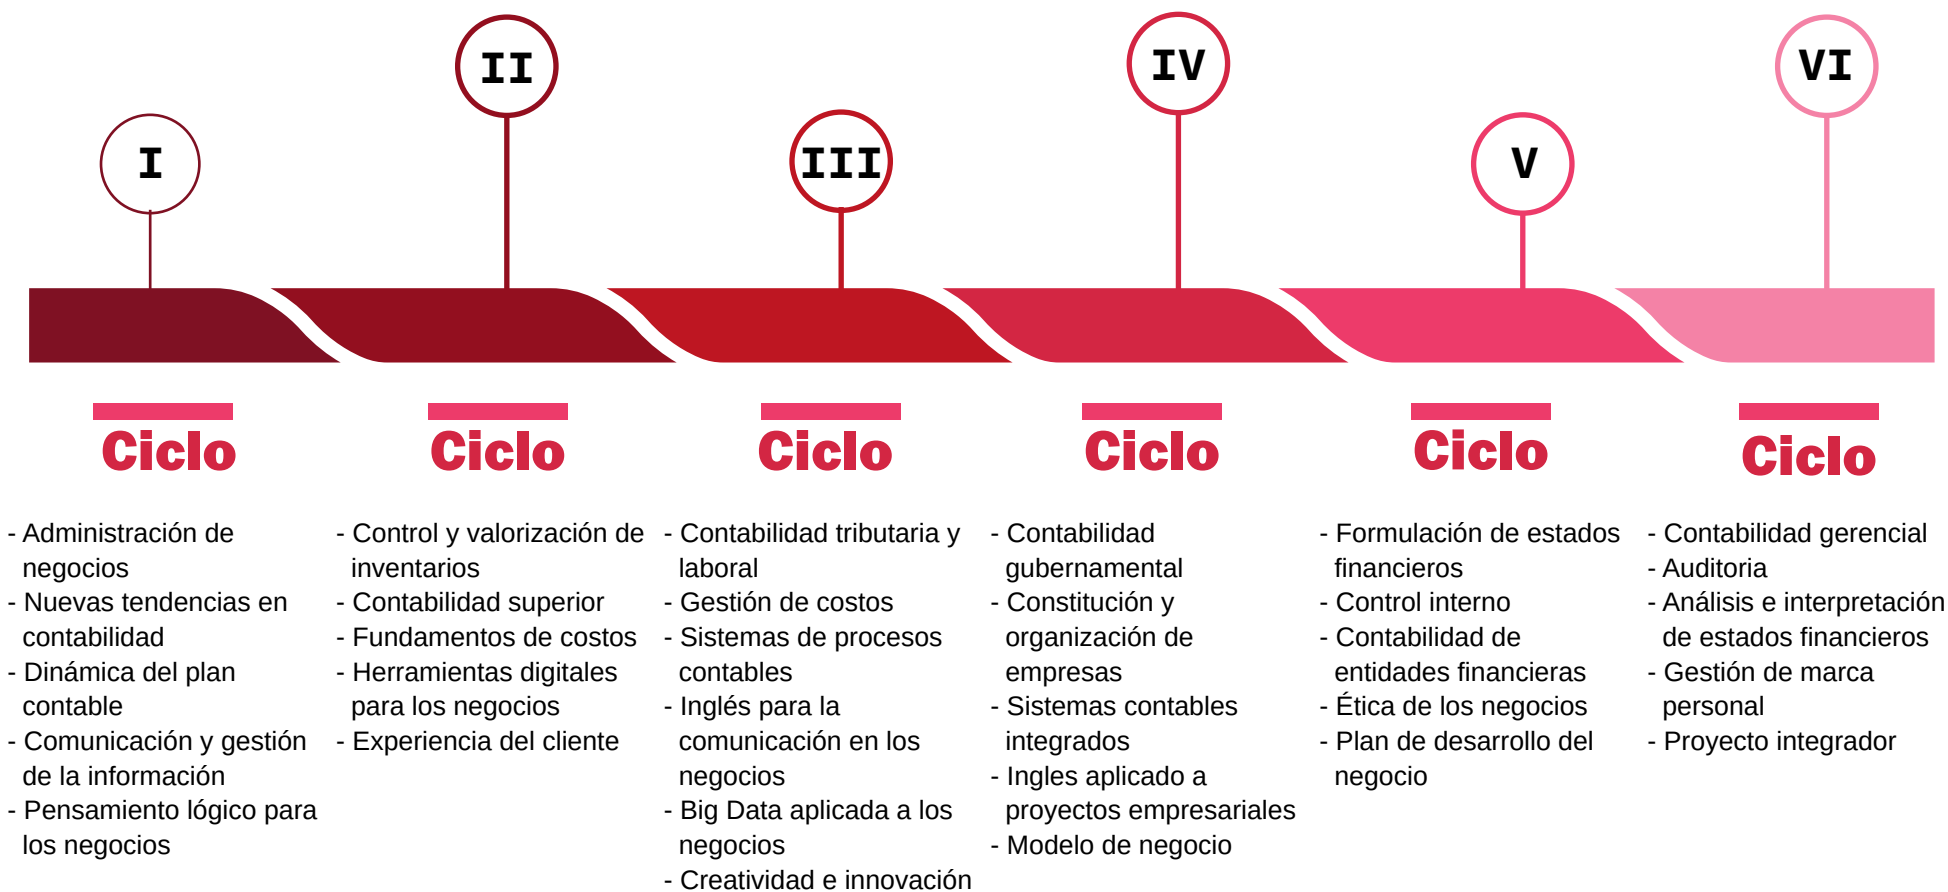 I
II
III
IV
V
VI
Ciclo
- Administración de
negocios
- Nuevas tendencias en
contabilidad
- Dinámica del plan
contable
- Comunicación y gestión
de la información
- Pensamiento lógico para
los negocios
Ciclo
- Control y valorización de
inventarios
- Contabilidad superior
- Fundamentos de costos
- Herramientas digitales
para los negocios
- Experiencia del cliente
Ciclo
- Contabilidad tributaria y
laboral
- Gestión de costos
- Sistemas de procesos
contables
- Inglés para la
comunicación en los
negocios
- Big Data aplicada a los
negocios
- Creatividad e innovación
Ciclo
- Contabilidad
gubernamental
- Constitución y
organización de
empresas
- Sistemas contables
integrados
- Ingles aplicado a
proyectos empresariales
- Modelo de negocio
Ciclo
- Formulación de estados
financieros
- Control interno
- Contabilidad de
entidades financieras
- Ética de los negocios
- Plan de desarrollo del
negocio
Ciclo
- Contabilidad gerencial
- Auditoria
- Análisis e interpretación
de estados financieros
- Gestión de marca
personal
- Proyecto integrador